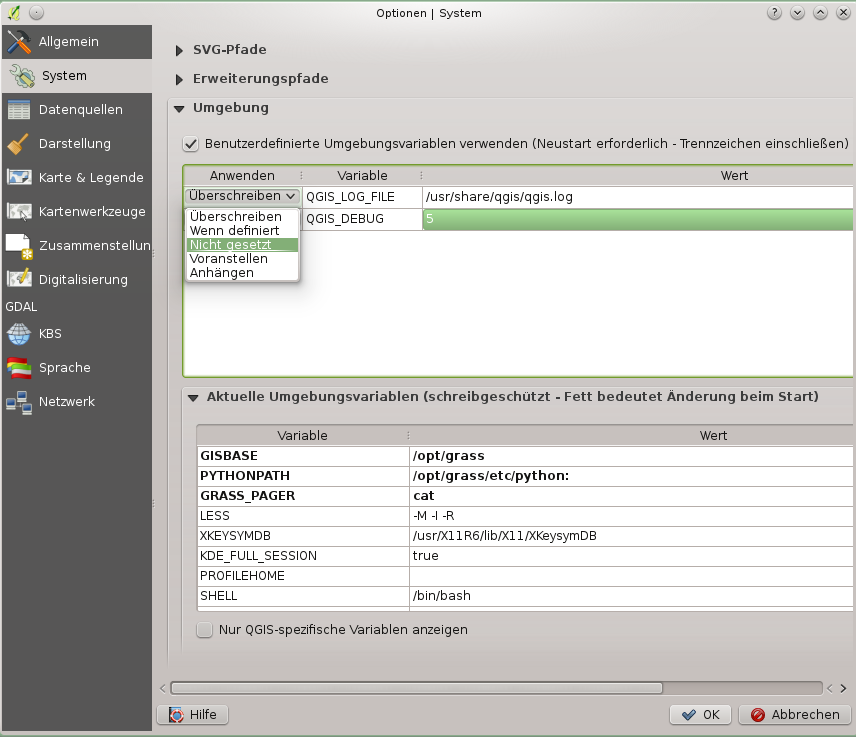 Optionen | System
Allgemein
System
Datenquellen
Darstellung
Karte & Legende
Kartenwerkzeuge
Zusammenstellun
Digitalisierung
GDAL
KBS
Sprache
Netzwerk
SVG-Pfade
Erweiterungspfade
Umgebung
Benutzerdefinierte Umgebungsvariablen verwenden (Neustart erforderlich - Trennzeichen einschließen)
Anwenden Variable Wert
Überschreiben QGIS_LOG_FILE /usr/share/qgis/qgis.log
QGIS_DEBUG 5
Überschreiben
Wenn definiert
Nicht gesetzt
Voranstellen
Anhängen
Aktuelle Umgebungsvariablen (schreibgeschützt - Fett bedeutet Änderung beim Start)
Variable Wert
GISBASE /opt/grass
PYTHONPATH /opt/grass/etc/python:
GRASS_PAGER cat
LESS -M -I -R
XKEYSYMDB /usr/X11R6/lib/X11/XKeysymDB
KDE_FULL_SESSION true
PROFILEHOME
SHELL /bin/bash
Nur QGIS-spezifische Variablen anzeigen
Hilfe OK Abbrechen